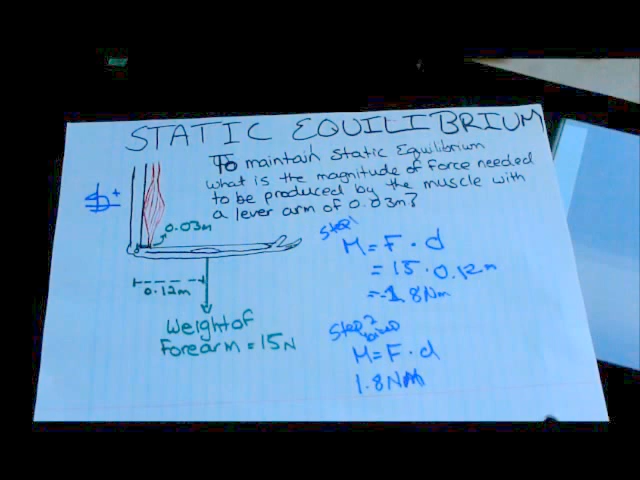 STATIC EQUILIBRIUM
To maintain static Equilibrium
what is the magnitude of force needed
to be produced by the muscle with
a lever arm of 0.03m?
+
0.03m
0.12m
Weight of
Forearm = 15N
Step 1
M = F · d
= 15 · 0.12m
= -1.8Nm
Step 2
M = F · d
1.8NM